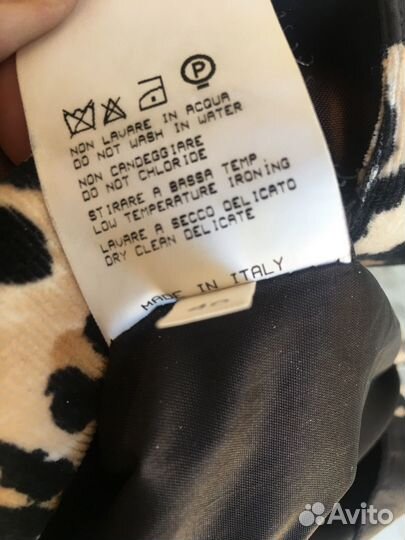 P
NON LAVARE IN ACQUA
DO NOT WASH IN WATER
NON CANDEGGIARE
DO NOT CHLORIDE
STIRARE A BASSA TEMP
LOW TEMPERATURE IRONING
LAVARE A SECCO DELICATO
DRY CLEAN DELICATE
MADE IN ITALY
Avito